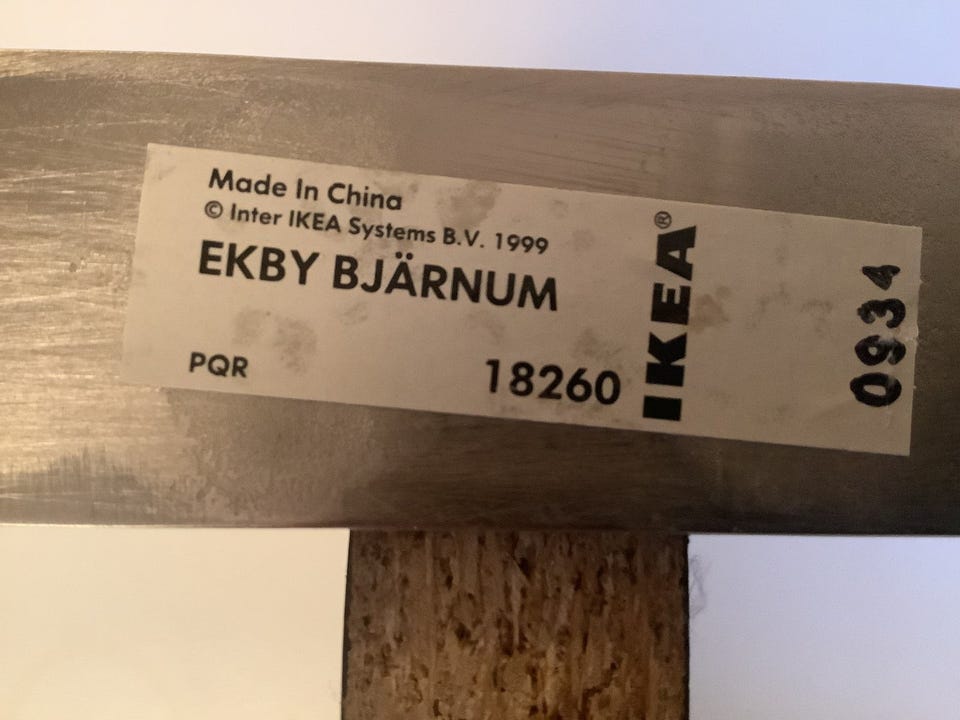 Made In China
© Inter IKEA Systems B.V. 1999
EKBY BJÄRNUM
PQR
18260
IKEA®
0934